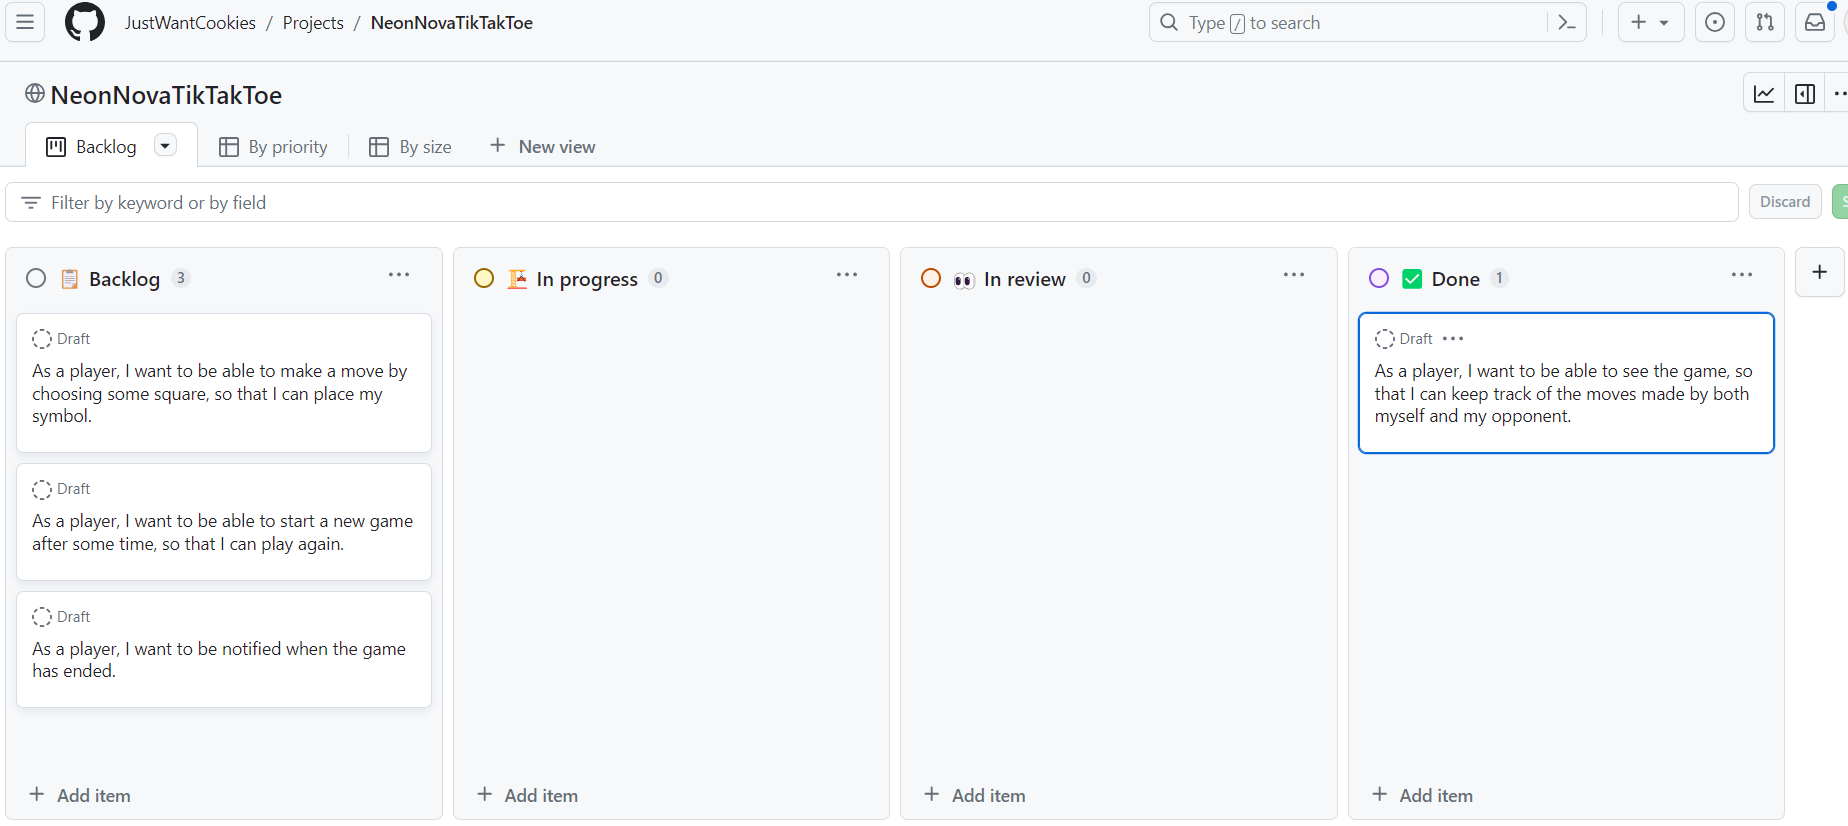 JustWantCookies / Projects / NeonNovaTikTakToe
Type / to search
NeonNovaTikTakToe
Backlog
By priority
By size
New view
Filter by keyword or by field
Discard
S
Backlog 3
Draft
As a player, I want to be able to make a move by
choosing some square, so that I can place my
symbol.
Draft
As a player, I want to be able to start a new game
after some time, so that I can play again.
Draft
As a player, I want to be notified when the game
has ended.
Add item
In progress 0
Add item
In review 0
Add item
Done 1
Draft
As a player, I want to be able to see the game, so
that I can keep track of the moves made by both
myself and my opponent.
Add item